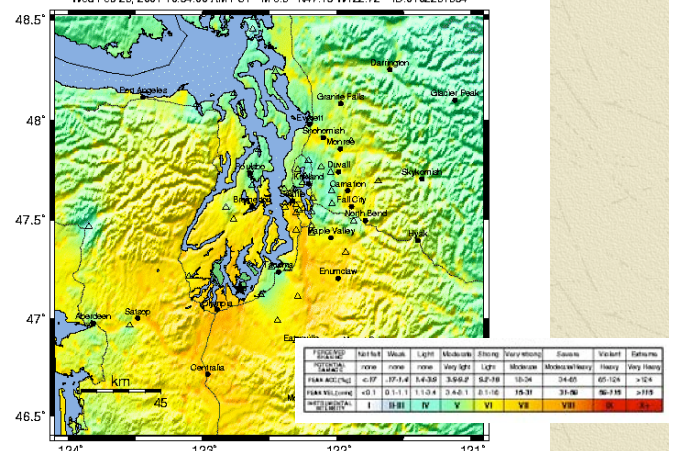 48.5°
Darrington
Port Angeles
Granite Falls
Glacier Peak
48°
Everett
Snohomish
Monroe
Poulsbo
Duvall
Kirkland
Skykomish
Carnation
Seattle
Fall City
47.5°
North Bend
Maple Valley
Hyak
Tacoma
Enumclaw
Olympia
47°
Aberdeen
Satsop
Centralia
km
45
46.5°
PERCEIVED SHAKING Not felt Weak Light Moderate Strong Very strong Severe Violent Extreme
POTENTIAL DAMAGE none none none Very light Light Moderate Moderate/Heavy Heavy Very Heavy
PEAK ACC.(%g) <.17 .17-1.4 1.4-3.9 3.9-9.2 9.2-18 18-34 34-65 65-124 >124
PEAK VEL.(cm/s) <0.1 0.1-1.1 1.1-3.4 3.4-8.1 8.1-16 16-31 31-60 60-116 >116
INSTRUMENTAL INTENSITY I II-III IV V VI VII VIII IX X+